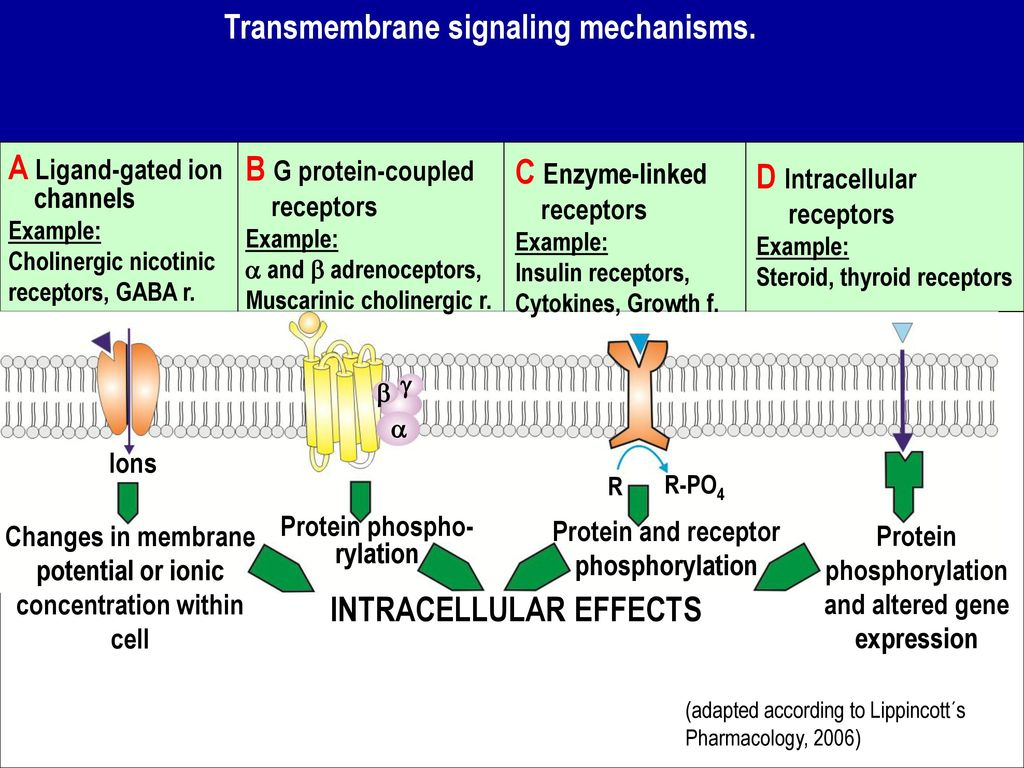 Transmembrane signaling mechanisms.
A Ligand-gated ion
channels
Example:
Cholinergic nicotinic
receptors, GABA r.
B G protein-coupled
receptors
Example:
α and β adrenoceptors,
Muscarinic cholinergic r.
C Enzyme-linked
receptors
Example:
Insulin receptors,
Cytokines, Growth f.
D Intracellular
receptors
Example:
Steroid, thyroid receptors
β γ
α
Ions
R
R-PO4
Changes in membrane
potential or ionic
concentration within
cell
Protein phospho-
rylation
Protein and receptor
phosphorylation
Protein
phosphorylation
and altered gene
expression
INTRACELLULAR EFFECTS
(adapted according to Lippincott´s
Pharmacology, 2006)